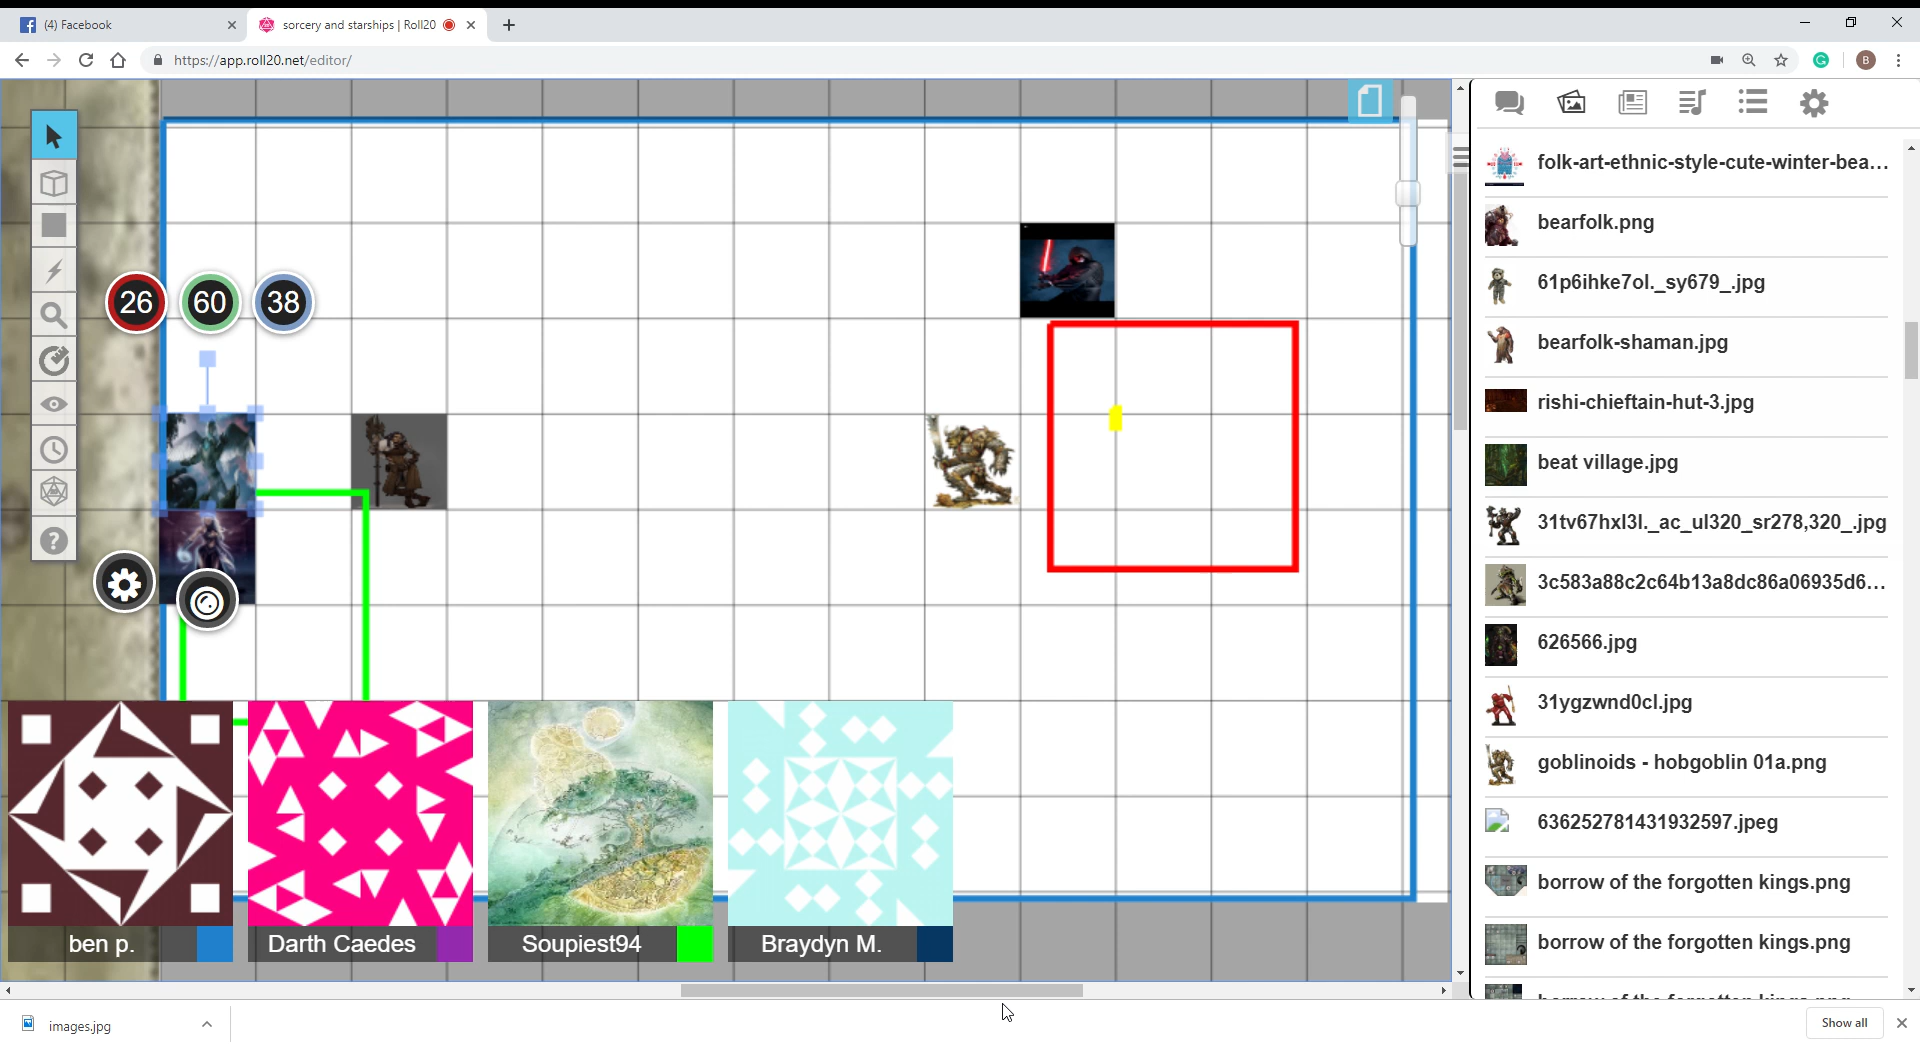 (4) Facebook
sorcery and starships | Roll20
https://app.roll20.net/editor/
G
B
26 60 38
?
ben p.
Darth Caedes
Soupiest94
Braydyn M.
folk-art-ethnic-style-cute-winter-bea...
bearfolk.png
61p6ihke7ol._sy679_.jpg
bearfolk-shaman.jpg
rishi-chieftain-hut-3.jpg
beat village.jpg
31tv67hxl3l._ac_ul320_sr278,320_.jpg
3c583a88c2c64b13a8dc86a06935d6...
626566.jpg
31ygzwnd0cl.jpg
goblinoids - hobgoblin 01a.png
636252781431932597.jpeg
borrow of the forgotten kings.png
borrow of the forgotten kings.png
images.jpg
Show all